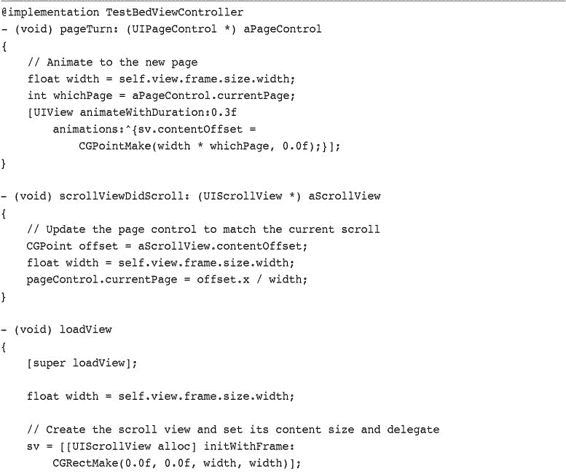 @implementation TestBedViewController
- (void) pageTurn: (UIPageControl *) aPageControl
{
    // Animate to the new page
    float width = self.view.frame.size.width;
    int whichPage = aPageControl.currentPage;
    [UIView animateWithDuration:0.3f
        animations:^{sv.contentOffset =
            CGPointMake(width * whichPage, 0.0f);}];
}

- (void) scrollViewDidScroll: (UIScrollView *) aScrollView
{
    // Update the page control to match the current scroll
    CGPoint offset = aScrollView.contentOffset;
    float width = self.view.frame.size.width;
    pageControl.currentPage = offset.x / width;
}

- (void) loadView
{
    [super loadView];

    float width = self.view.frame.size.width;

    // Create the scroll view and set its content size and delegate
    sv = [[UIScrollView alloc] initWithFrame:
        CGRectMake(0.0f, 0.0f, width, width)];